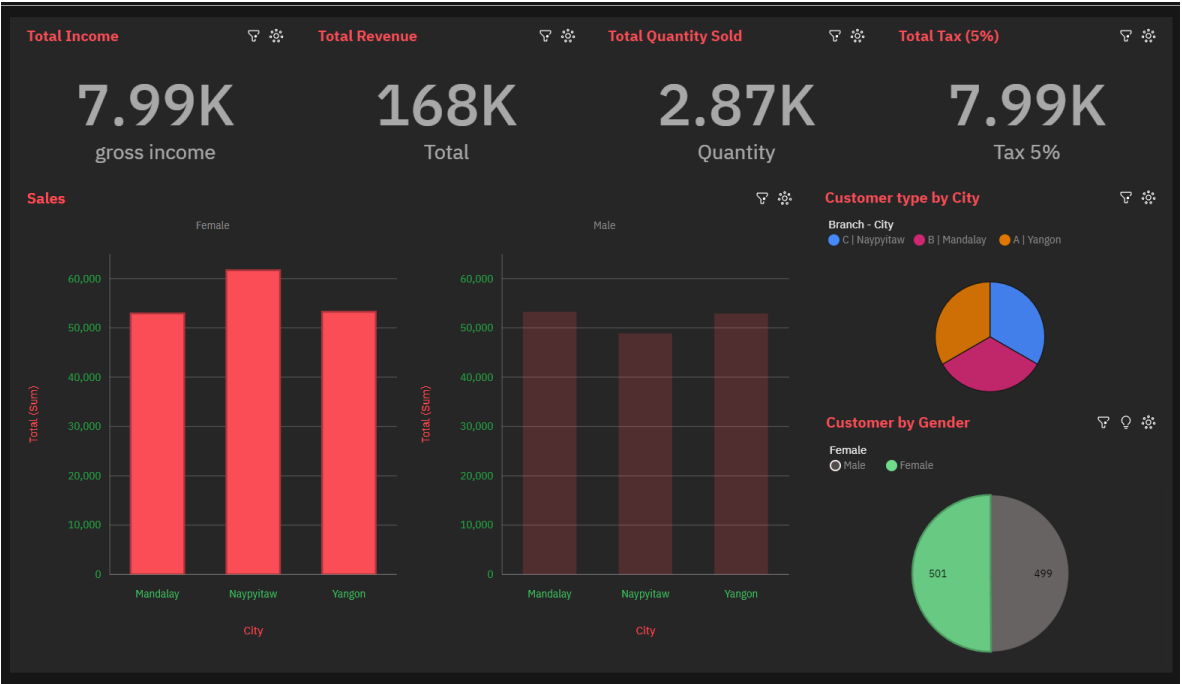 Total Income
Total Revenue
Total Quantity Sold
Total Tax (5%)
7.99K
168K
2.87K
7.99K
gross income
Total
Quantity
Tax 5%
Sales
Female
Male
Total (Sum)
60,000
50,000
40,000
30,000
20,000
10,000
0
Mandalay
Naypyitaw
Yangon
City
Total (Sum)
60,000
50,000
40,000
30,000
20,000
10,000
0
Mandalay
Naypyitaw
Yangon
City
Customer type by City
Branch - City
C | Naypyitaw B | Mandalay A | Yangon
Customer by Gender
Female
Male Female
501
499